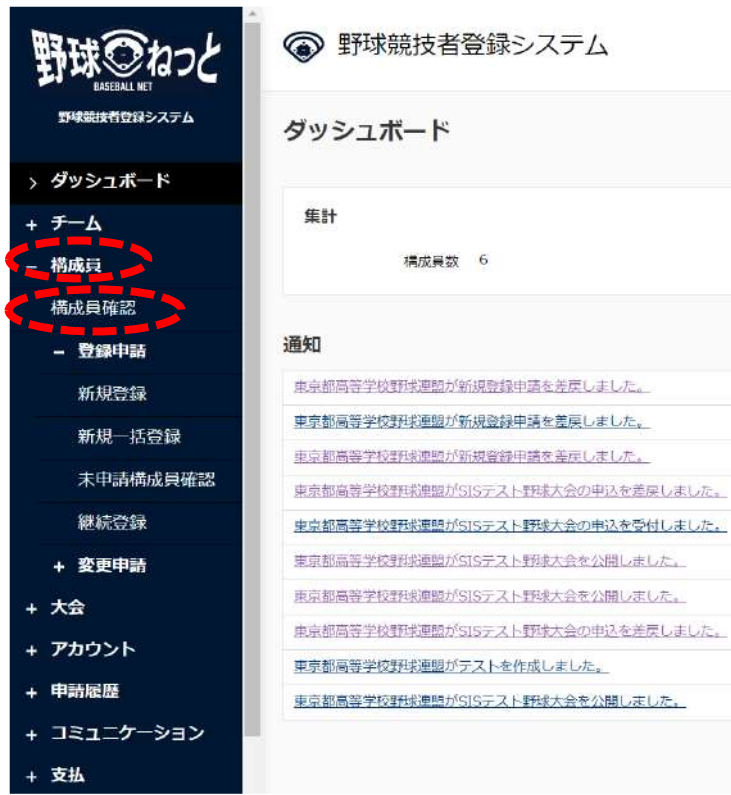 野球ねっと
BASEBALL NET
野球競技者登録システム
> ダッシュボード
+ チーム
− 構成員
構成員確認
− 登録申請
新規登録
新規一括登録
未申請構成員確認
継続登録
+ 変更申請
+ 大会
+ アカウント
+ 申請履歴
+ コミュニケーション
+ 支払
野球競技者登録システム
ダッシュボード
集計
構成員数 6
通知
東京都高等学校野球連盟が新規登録申請を差戻しました。
東京都高等学校野球連盟が新規登録申請を差戻しました。
東京都高等学校野球連盟が新規登録申請を差戻しました。
東京都高等学校野球連盟がSISテスト野球大会の申込を差戻しました。
東京都高等学校野球連盟がSISテスト野球大会の申込を受付しました。
東京都高等学校野球連盟がSISテスト野球大会を公開しました。
東京都高等学校野球連盟がSISテスト野球大会を公開しました。
東京都高等学校野球連盟がSISテスト野球大会の申込を差戻しました。
東京都高等学校野球連盟がテストを作成しました。
東京都高等学校野球連盟がSISテスト野球大会を公開しました。